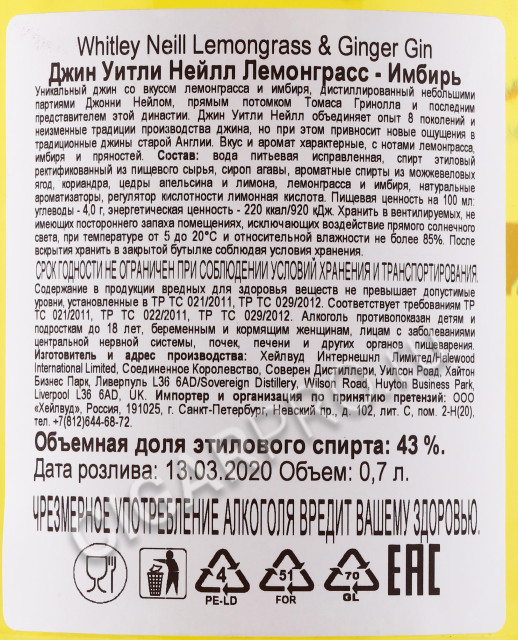 Whitley Neill Lemongrass & Ginger Gin
Джин Уитли Нейлл Лемонграсс - Имбирь
Уникальный джин со вкусом лемонграсса и имбиря, Дистиллированный небольшими
партиями Джонни Нейлом, прямым потомком Томаса Гринолла и последним
представителем этой династии. Джин Уитли Нейлл объединяет опыт 8 поколений и
неизменные традиции производства джина, но при этом привносит новые ощущения в
традиционные джины старой Англии. Вкус и аромат характерные, с нотами лемонграсса,
имбиря и пряностей. Состав: вода питьевая исправленная, спирт этиловый
ректификованный из пищевого сырья, сироп агавы, ароматные спирты из можжевеловых
ягод, кориандра, цедры апельсина и лимона, лемонграсса и имбиря, натуральные
ароматизаторы, регулятор кислотности лимонная кислота. Пищевая ценность на 100 мл:
углеводы - 4,0 г, энергетическая ценность - 220 ккал/920 кДж. Хранить в вентилируемых, не
имеющих постороннего запаха помещениях, исключающих воздействие прямого солнечного
света, при температуре от 5 до 20°С и относительной влажности не более 85%. После
вскрытия хранить в закрытой бутылке соблюдая условия хранения.
СРОК ГОДНОСТИ НЕ ОГРАНИЧЕН ПРИ СОБЛЮДЕНИИ УСЛОВИЙ ХРАНЕНИЯ И ТРАНСПОРТИРОВАНИЯ.
Содержание в продукции вредных для здоровья веществ не превышает допустимые
уровни, установленные в ТР ТС 021/2011, ТР ТС 029/2012. Соответствует требованиям ТР
ТС 021/2011, ТР ТС 022/2011, ТР ТС 029/2012. Алкоголь противопоказан детям и
подросткам до 18 лет, беременным и кормящим женщинам, лицам с заболеваниями
центральной нервной системы, почек, печени и других органов пищеварения.
Изготовитель и адрес производства: Хейлвуд Интернешнл Лимитед/Halewood
International Limited, Соединенное Королевство, Соверен Дистиллери, Уилсон Роад, Хайтон
Бизнес Парк, Ливерпуль L36 6AD/Sovereign Distillery, Wilson Road, Huyton Business Park,
Liverpool L36 6AD, UK. Импортер и организация по принятию претензий: ООО
«Хейлвуд», Россия, 191025, г. Санкт-Петербург, Невский пр., д. 102, лит. С, пом. 2-Н(20),
тел. +7(812)644-68-72.
Объемная доля этилового спирта: 43 %.
Дата розлива: 13.03.2020 Объем: 0,7 л.
ЧРЕЗМЕРНОЕ УПОТРЕБЛЕНИЕ АЛКОГОЛЯ ВРЕДИТ ВАШЕМУ ЗДОРОВЬЮ.
4 51 70 EAC
PE-LD FOR GL